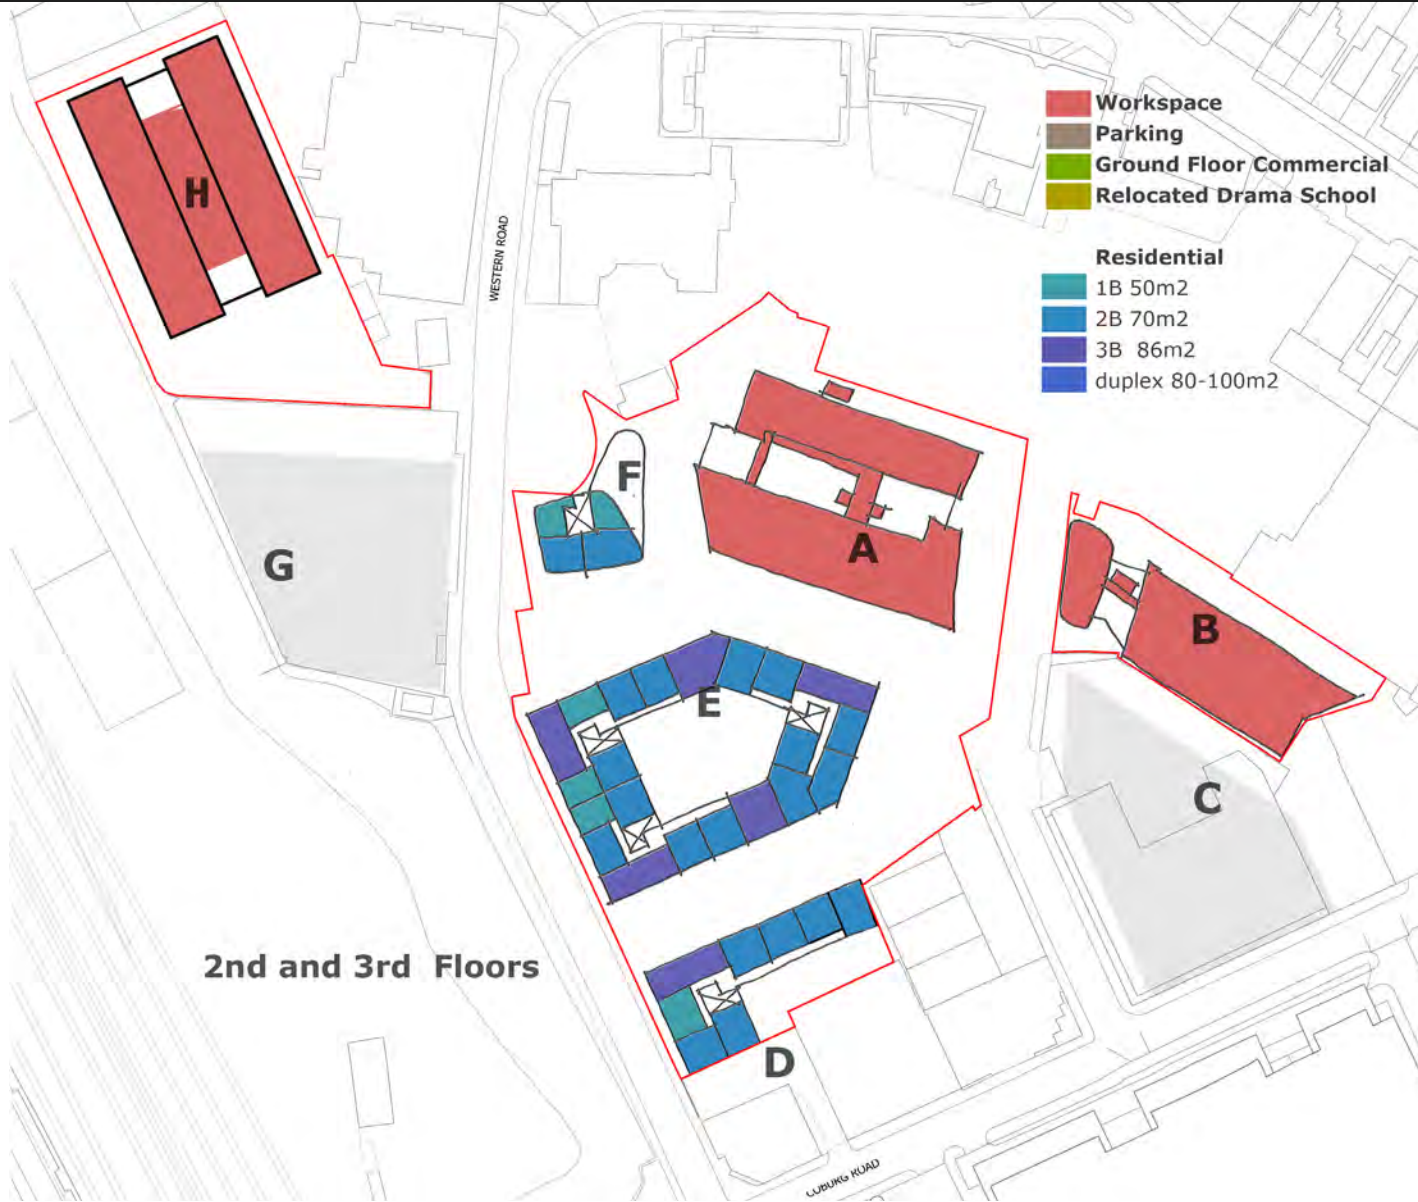 Workspace
Parking
Ground Floor Commercial
Relocated Drama School
Residential
1B 50m2
2B 70m2
3B 86m2
duplex 80-100m2
H
WESTERN ROAD
F
A
G
B
E
C
2nd and 3rd Floors
D
COBURG ROAD